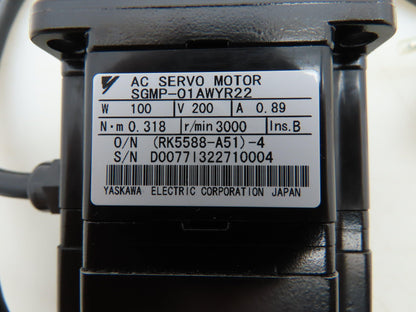 AC SERVO MOTOR
SGMP-01AWYR22
W 100 V 200 A 0.89
N·m 0.318 r/min 3000 Ins.B
O/N (RK5588-A51)-4
S/N D0077I322710004
YASKAWA ELECTRIC CORPORATION JAPAN